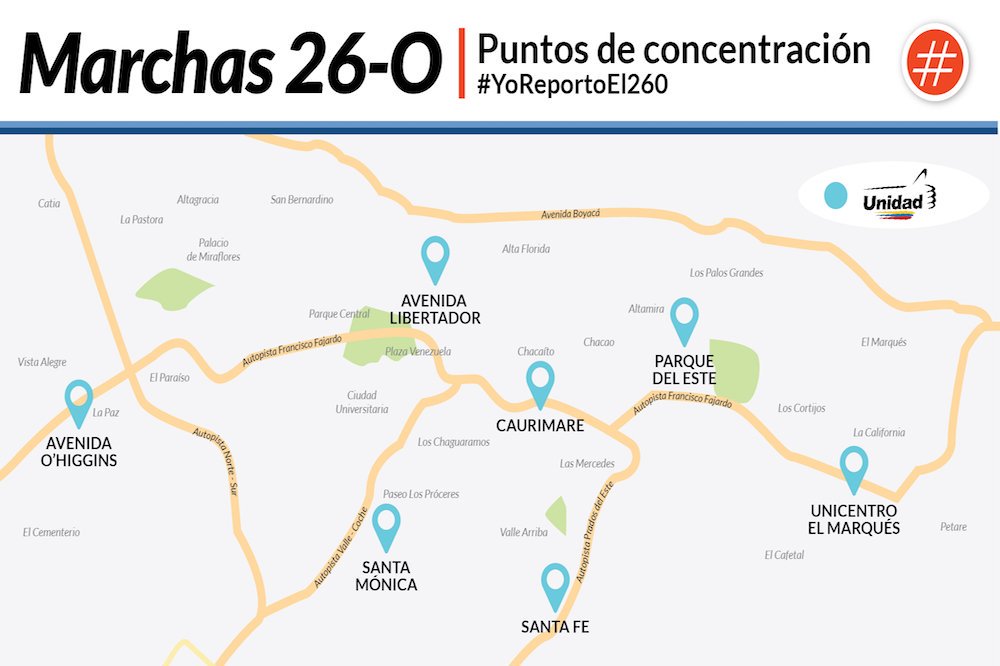 Marchas 26-O
Puntos de concentración
#YoReportoEl260
#
Unidad
Catia
La Pastora
Altagracia
San Bernardino
Avenida Boyacá
Palacio
de Miraflores
Alta Florida
Los Palos Grandes
AVENIDA
LIBERTADOR
Parque Central
Altamira
Autopista Francisco Fajardo
Plaza Venezuela
Chacaíto
Chacao
PARQUE
DEL ESTE
El Marqués
Vista Alegre
El Paraíso
La Paz
AVENIDA
O’HIGGINS
Ciudad
Universitaria
CAURIMARE
Autopista Francisco Fajardo
Los Cortijos
La California
Autopista Norte - Sur
Los Chaguaramos
Las Mercedes
Paseo Los Próceres
Autopista Valle - Coche
Autopista Prados del Este
UNICENTRO
EL MARQUÉS
Petare
El Cementerio
Valle Arriba
El Cafetal
SANTA
MÓNICA
SANTA FE